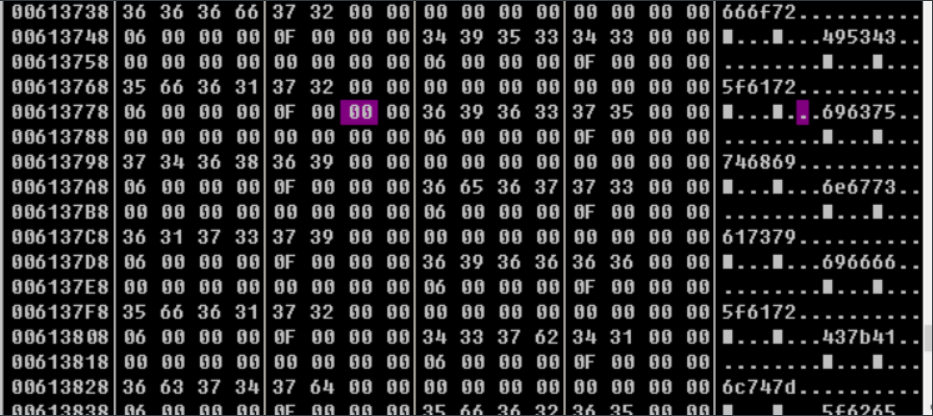 00613738 36 36 36 66 37 32 00 00 00 00 00 00 00 00 00 00 666f72..........
00613748 06 00 00 00 0F 00 00 00 34 39 35 33 34 33 00 00 ■...■...495343..
00613758 00 00 00 00 00 00 00 00 06 00 00 00 0F 00 00 00 ........■...■...
00613768 35 66 36 31 37 32 00 00 00 00 00 00 00 00 00 00 5f6172..........
00613778 06 00 00 00 0F 00 00 00 36 39 36 33 37 35 00 00 ■...■...696375..
00613788 00 00 00 00 00 00 00 00 06 00 00 00 0F 00 00 00 ........■...■...
00613798 37 34 36 38 36 39 00 00 00 00 00 00 00 00 00 00 746869..........
006137A8 06 00 00 00 0F 00 00 00 36 65 36 37 37 33 00 00 ■...■...6e6773..
006137B8 00 00 00 00 00 00 00 00 06 00 00 00 0F 00 00 00 ........■...■...
006137C8 36 31 37 33 37 39 00 00 00 00 00 00 00 00 00 00 617379..........
006137D8 06 00 00 00 0F 00 00 00 36 39 36 36 36 36 00 00 ■...■...696666..
006137E8 00 00 00 00 00 00 00 00 06 00 00 00 0F 00 00 00 ........■...■...
006137F8 35 66 36 31 37 32 00 00 00 00 00 00 00 00 00 00 5f6172..........
00613808 06 00 00 00 0F 00 00 00 34 33 37 62 34 31 00 00 ■...■...437b41..
00613818 00 00 00 00 00 00 00 00 06 00 00 00 0F 00 00 00 ........■...■...
00613828 36 63 37 34 37 64 00 00 00 00 00 00 00 00 00 00 6c747d..........
00613838 06 00 00 00 0F 00 00 00 35 66 36 32 36 35 00 00 ■...■...5f6265..